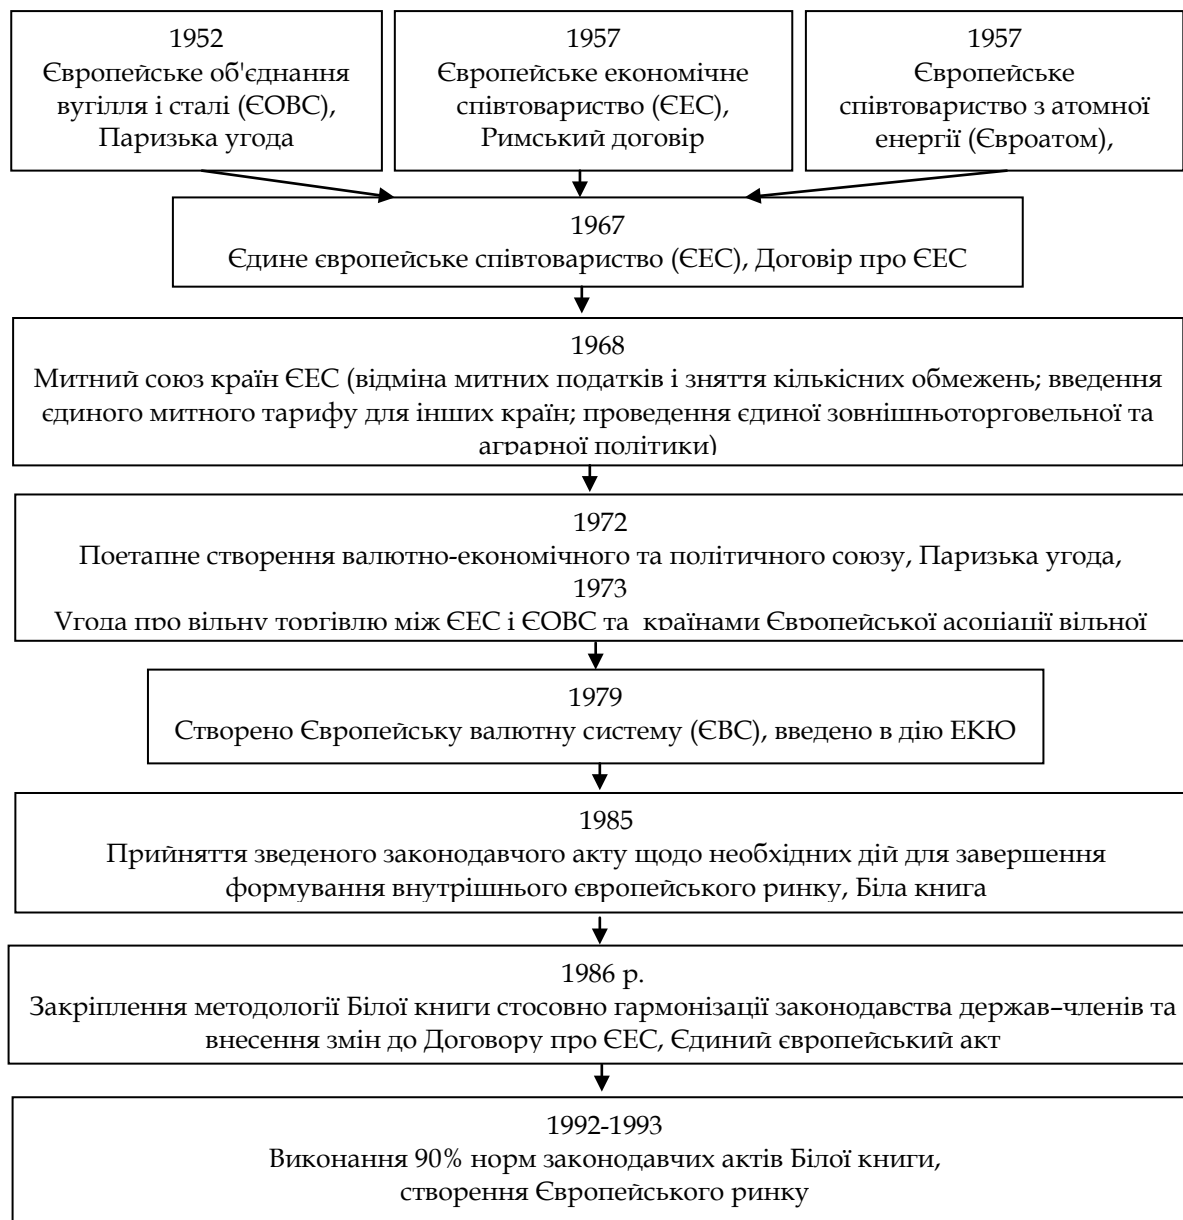 1952
Європейське об'єднання
вугілля і сталі (ЄОВС),
Паризька угода
1957
Європейське економічне
співтовариство (ЄЕС),
Римський договір
1957
Європейське
співтовариство з атомної
енергії (Євроатом),
1967
Єдине європейське співтовариство (ЄЕС), Договір про ЄЕС
1968
Митний союз країн ЄЕС (відміна митних податків і зняття кількісних обмежень; введення
єдиного митного тарифу для інших країн; проведення єдиної зовнішньоторговельної та
аграрної політики)
1972
Поетапне створення валютно-економічного та політичного союзу, Паризька угода,
1973
Угода про вільну торгівлю між ЄЕС і ЄОВС та країнами Європейської асоціації вільної
1979
Створено Європейську валютну систему (ЄВС), введено в дію ЕКЮ
1985
Прийняття зведеного законодавчого акту щодо необхідних дій для завершення
формування внутрішнього європейського ринку, Біла книга
1986 р.
Закріплення методології Білої книги стосовно гармонізації законодавства держав–членів та
внесення змін до Договору про ЄЕС, Єдиний європейський акт
1992-1993
Виконання 90% норм законодавчих актів Білої книги,
створення Європейського ринку